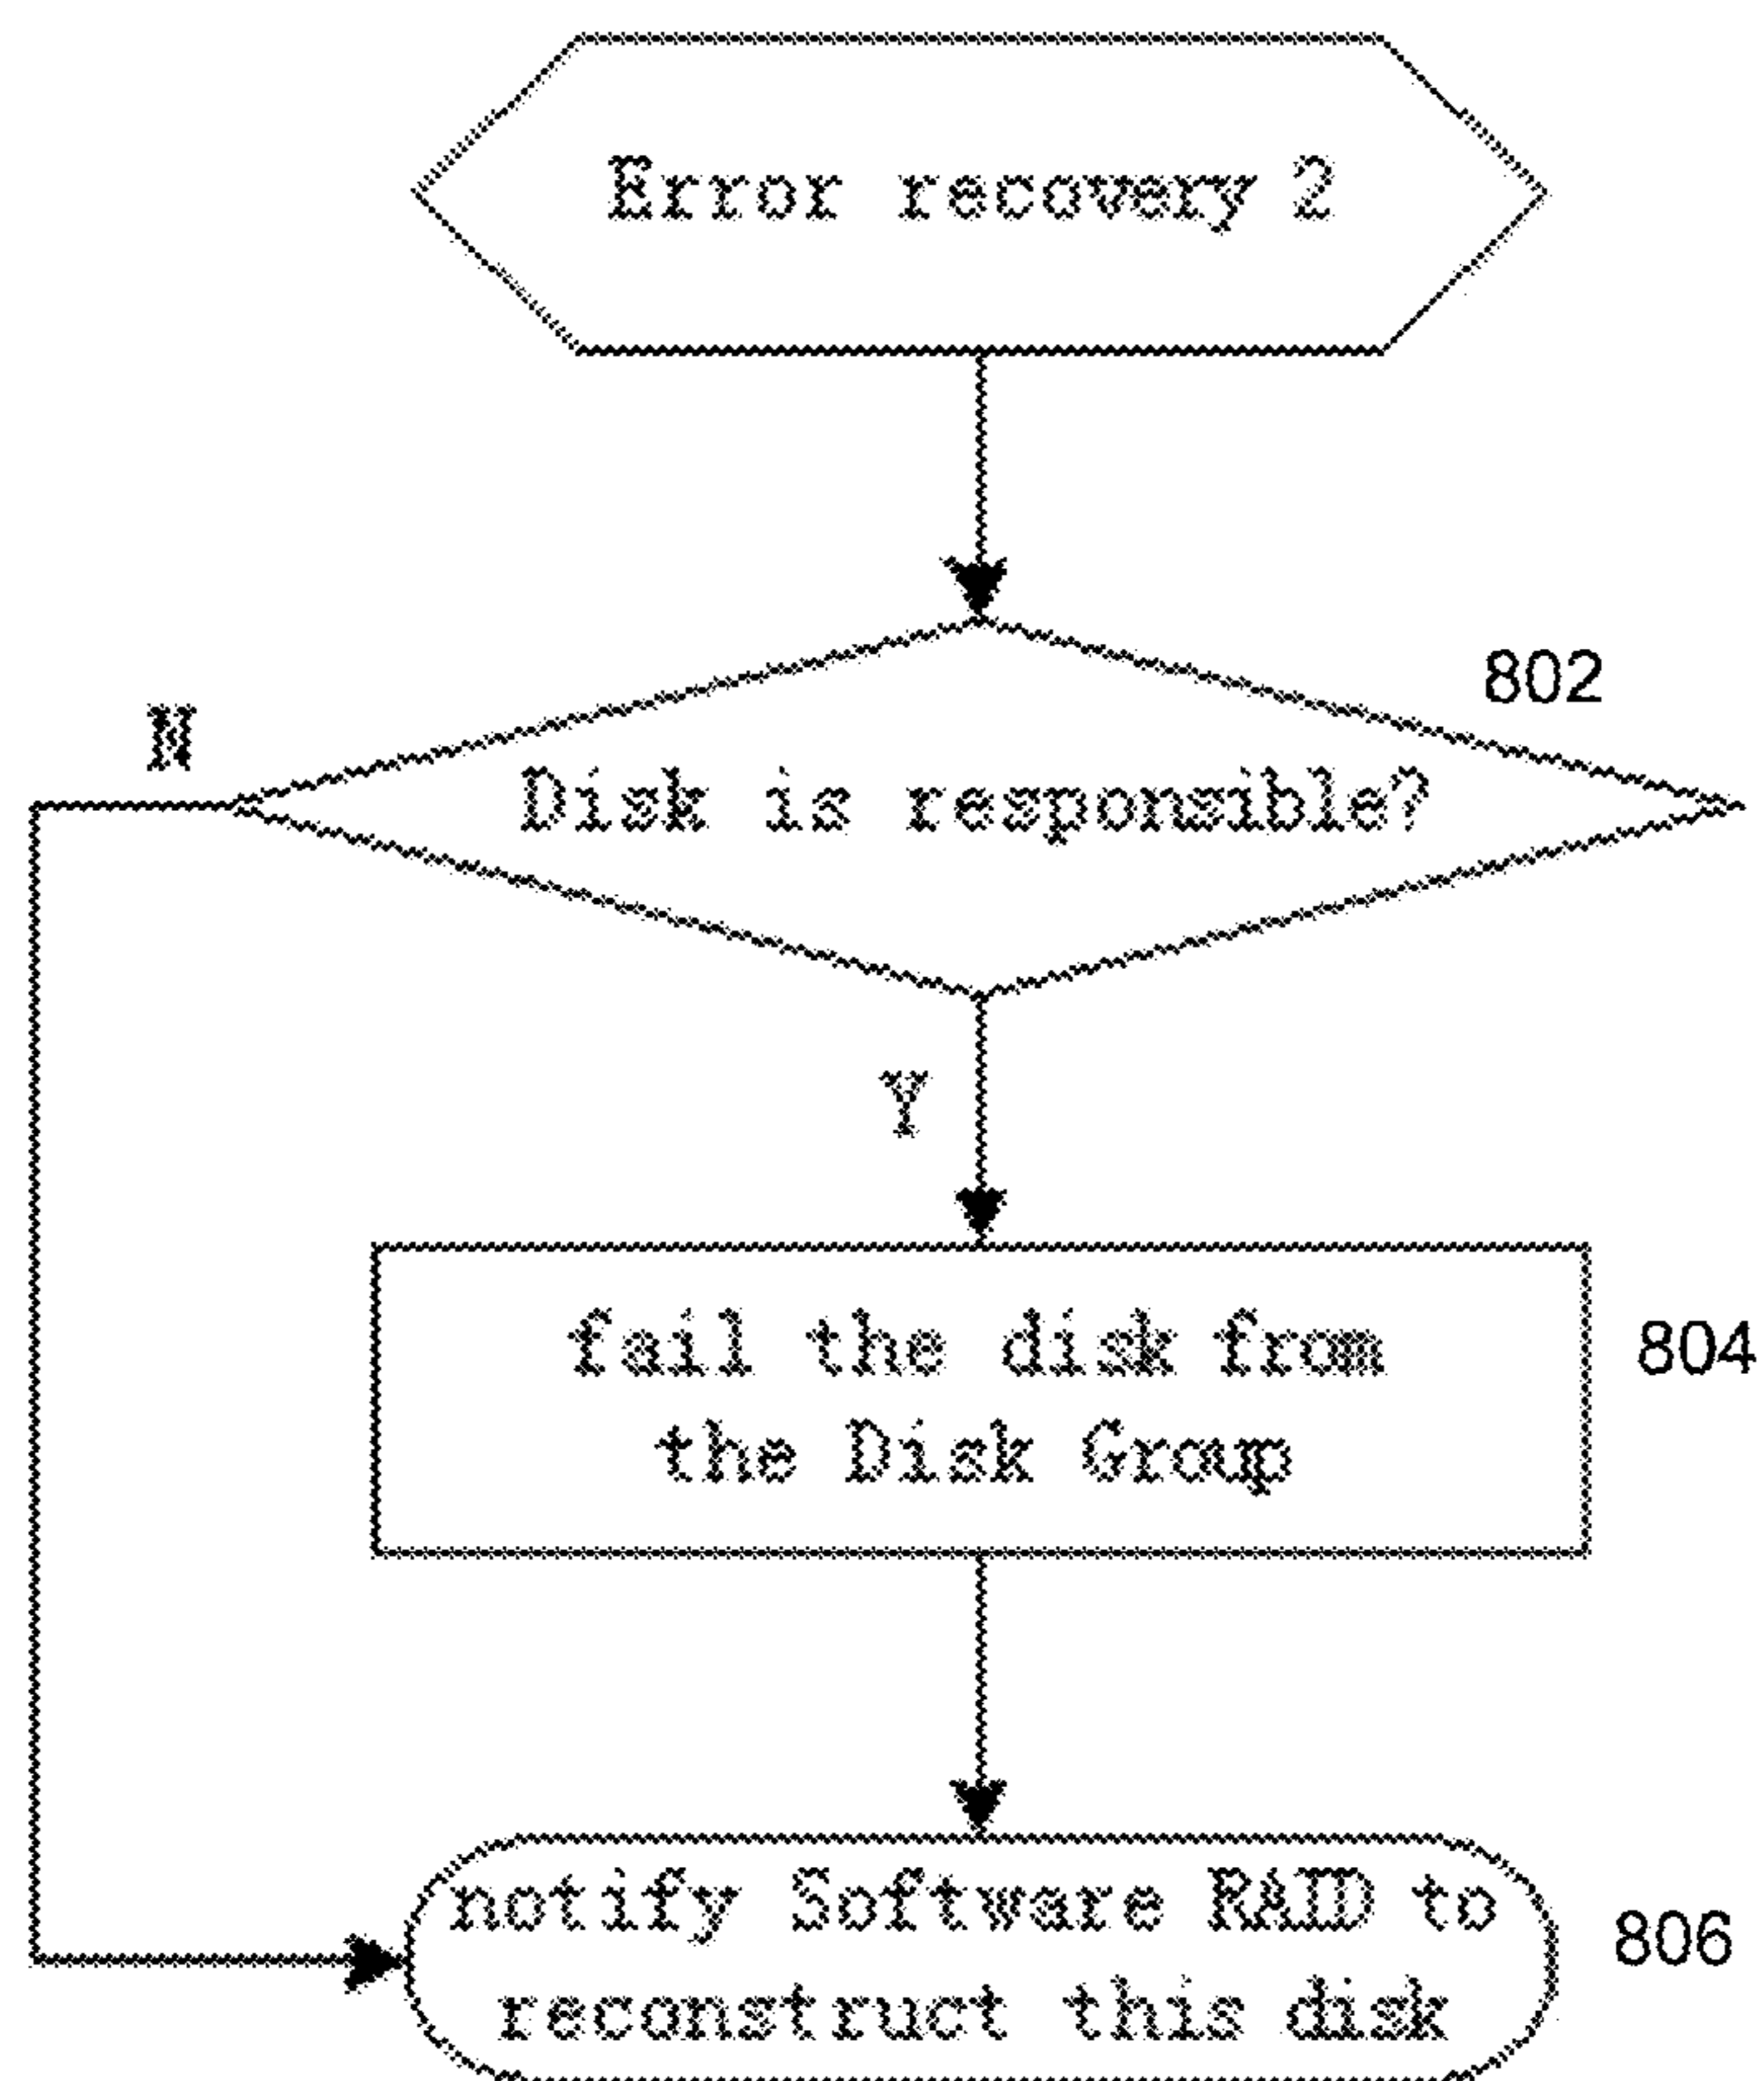 Error recovery 2
802
N
Disk is responsible?
Y
fail the disk from
the Disk Group
804
notify Software RAID to
reconstruct this disk
806